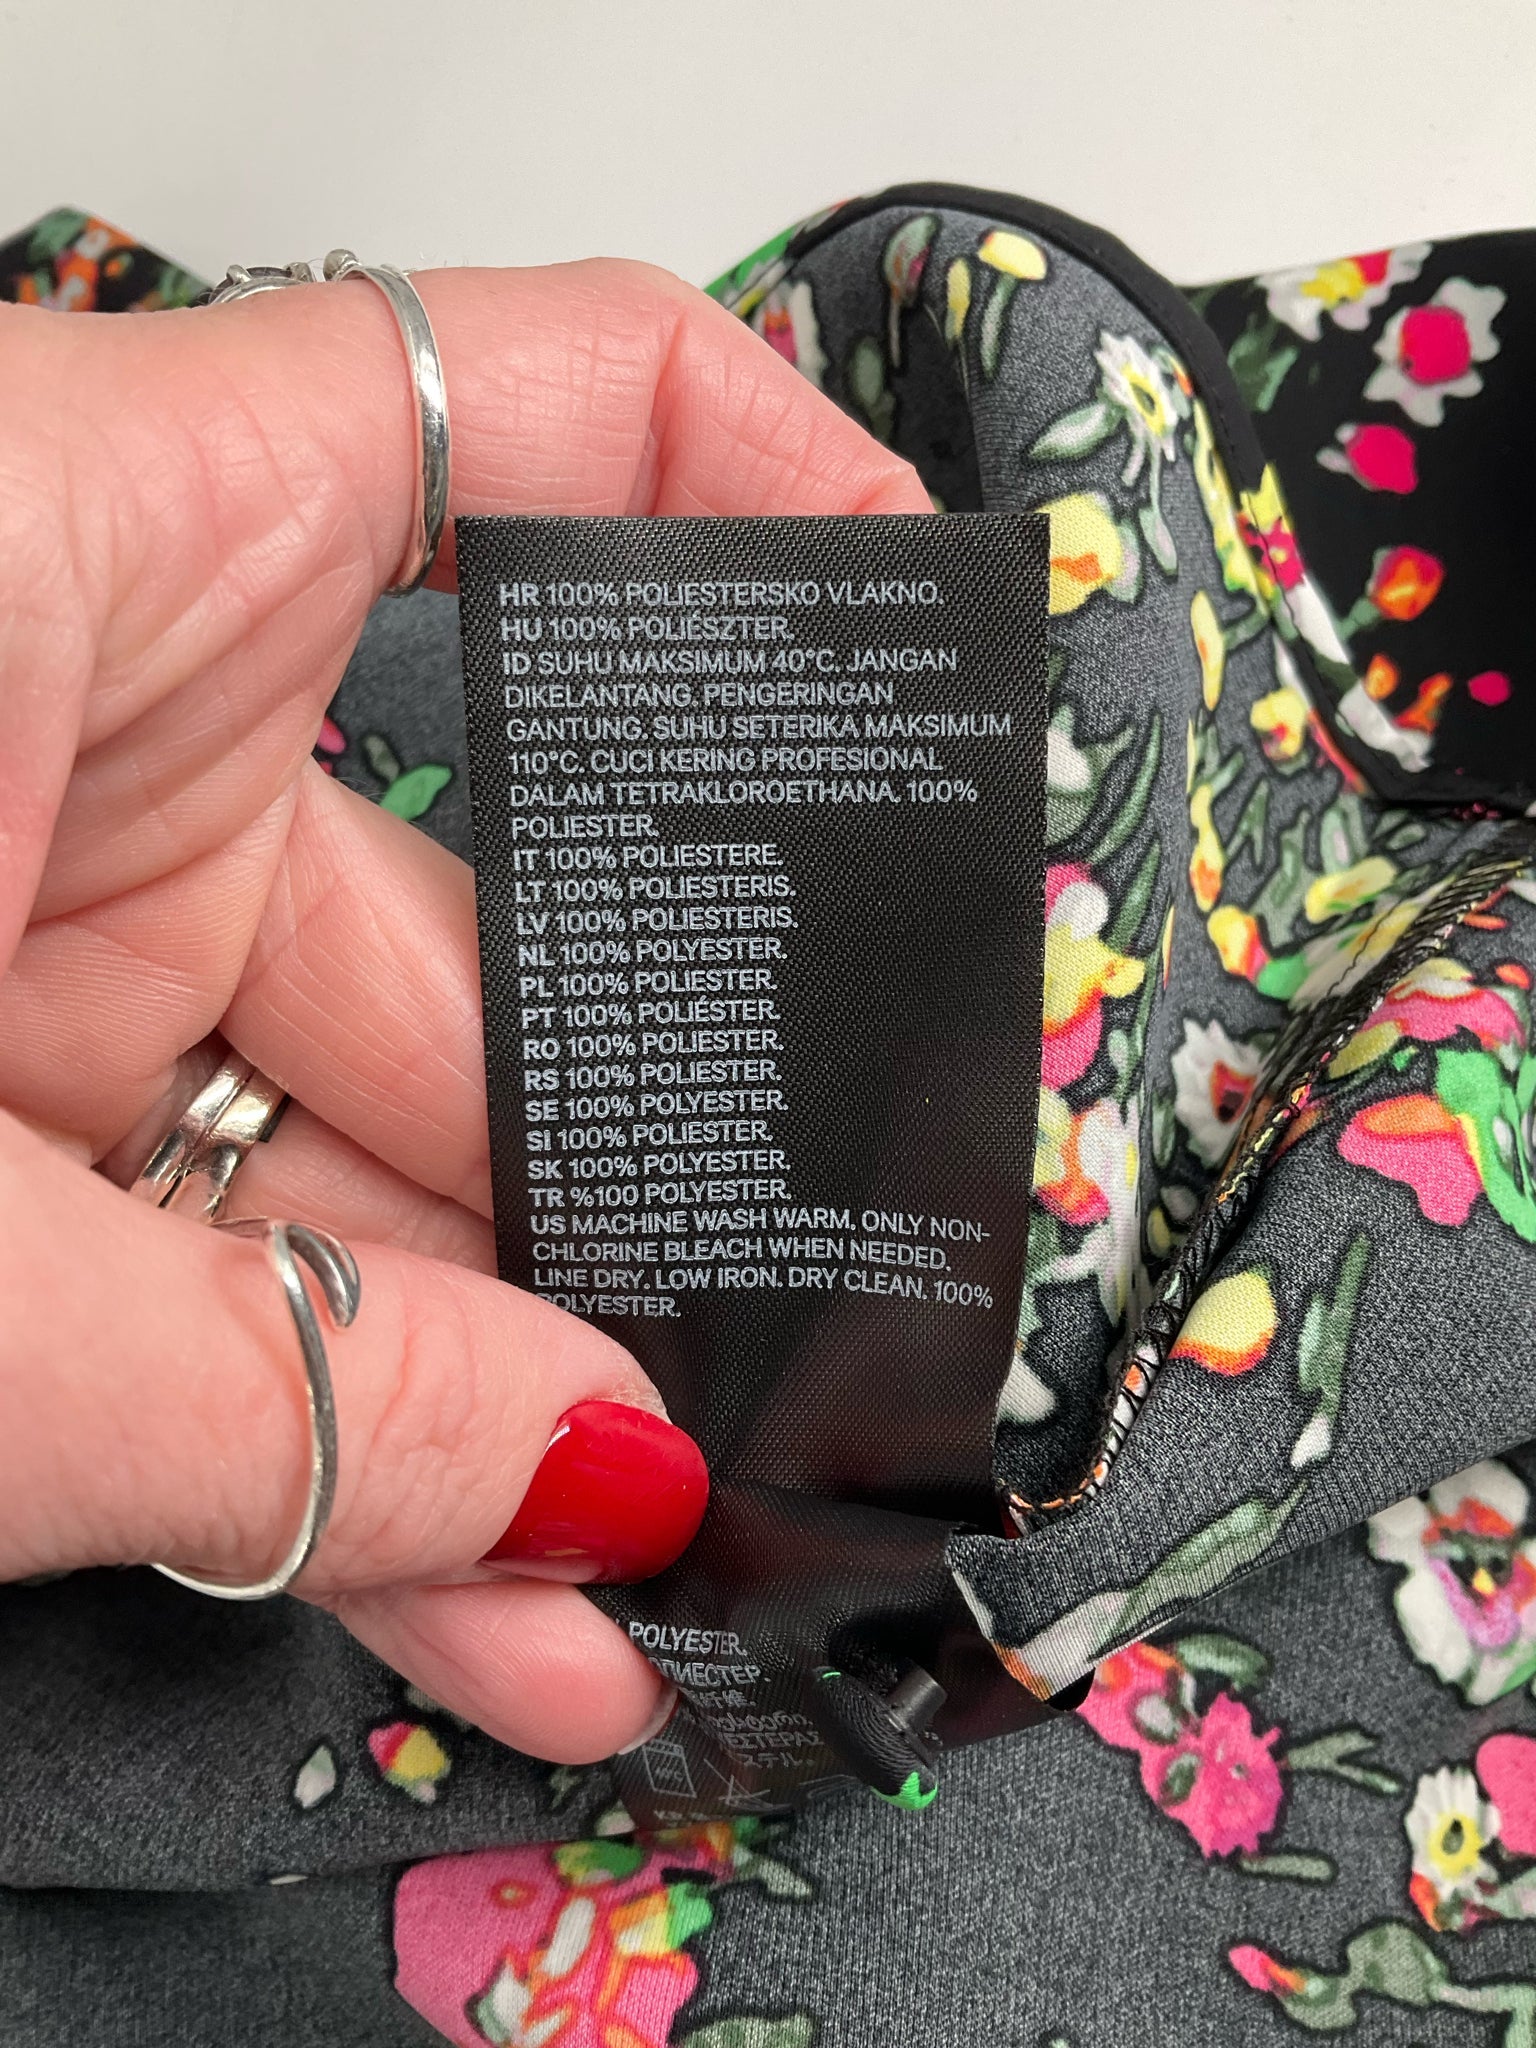 HR 100% POLIESTERSKO VLAKNO.
HU 100% POLIÉSZTER.
ID SUHU MAKSIMUM 40°C. JANGAN
DIKELANTANG. PENGERINGAN
GANTUNG. SUHU SETERIKA MAKSIMUM
110°C. CUCI KERING PROFESIONAL
DALAM TETRAKLOROETHANA. 100%
POLIESTER.
IT 100% POLIESTERE.
LT 100% POLIESTERIS.
LV 100% POLIESTERIS.
NL 100% POLYESTER.
PL 100% POLIESTER.
PT 100% POLIÉSTER.
RO 100% POLIESTER.
RS 100% POLIESTER.
SE 100% POLYESTER.
SI 100% POLIESTER.
SK 100% POLYESTER.
TR %100 POLYESTER.
US MACHINE WASH WARM. ONLY NON-
CHLORINE BLEACH WHEN NEEDED.
LINE DRY. LOW IRON. DRY CLEAN. 100%
POLYESTER.
POLYESTER.